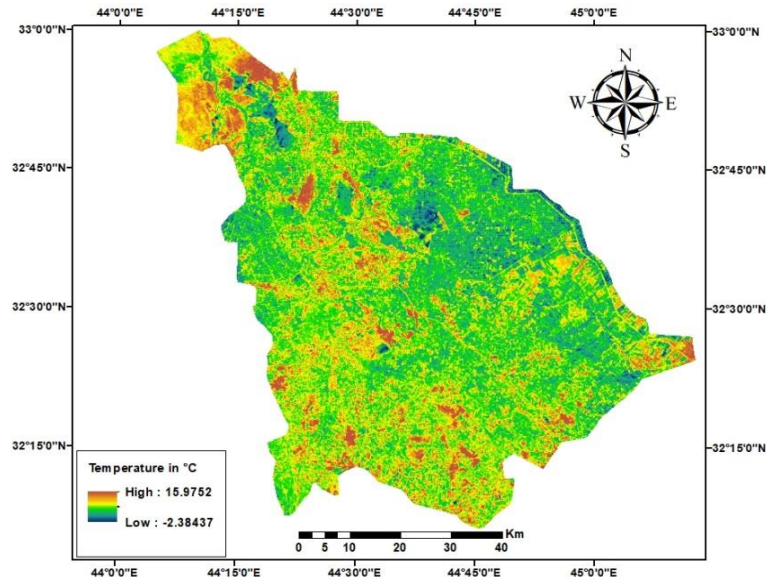 44°0'0"E 44°15'0"E 44°30'0"E 44°45'0"E 45°0'0"E
33°0'0"N 33°0'0"N
N
W E
S
32°45'0"N 32°45'0"N
32°30'0"N 32°30'0"N
32°15'0"N 32°15'0"N
Temperature in °C
High : 15.9752
Low : -2.38437
Km
0 5 10 20 30 40
44°0'0"E 44°15'0"E 44°30'0"E 44°45'0"E 45°0'0"E